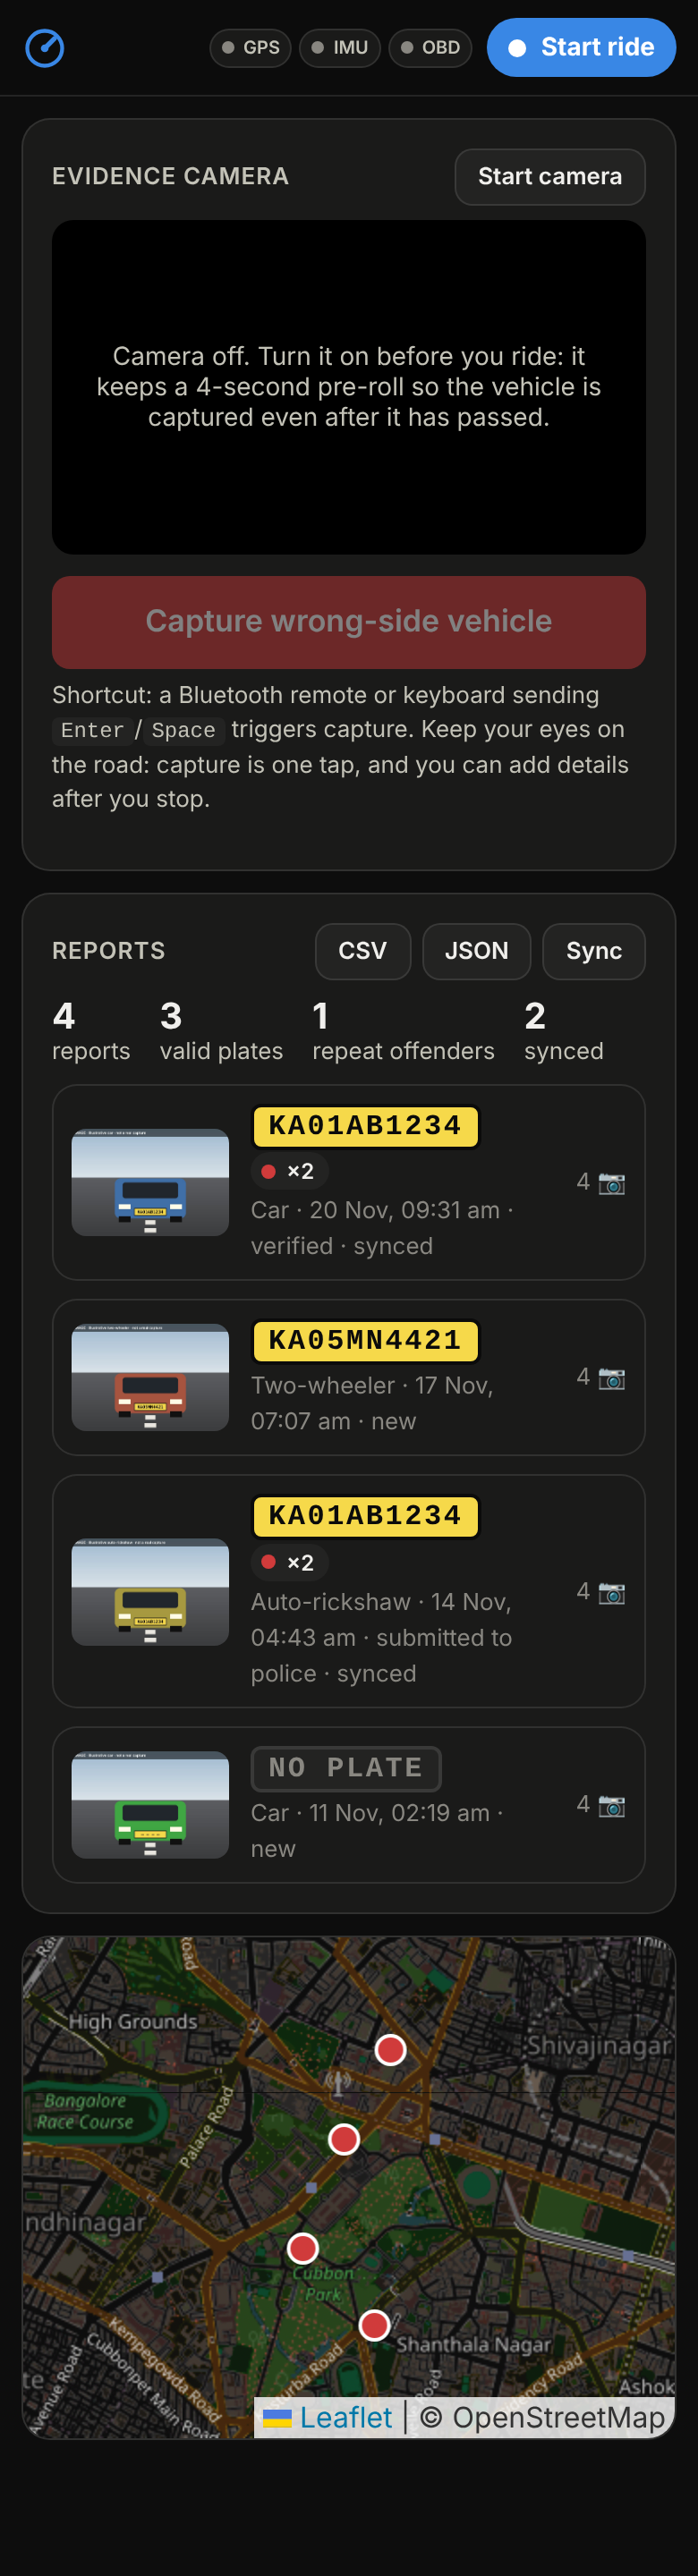 GPS IMU OBD Start ride
EVIDENCE CAMERA Start camera
Camera off. Turn it on before you ride: it
keeps a 4-second pre-roll so the vehicle is
captured even after it has passed.
Capture wrong-side vehicle
Shortcut: a Bluetooth remote or keyboard sending
Enter/Space triggers capture. Keep your eyes on
the road: capture is one tap, and you can add details
after you stop.
REPORTS CSV JSON Sync
4 3 1 2
reports valid plates repeat offenders synced
KA01AB1234
×2
4
Car · 20 Nov, 09:31 am ·
verified · synced
KA05MN4421
4
Two-wheeler · 17 Nov,
07:07 am · new
KA01AB1234
×2
4
Auto-rickshaw · 14 Nov,
04:43 am · submitted to
police · synced
NO PLATE
4
Car · 11 Nov, 02:19 am ·
new
High Grounds
Shivajinagar
Bangalore
Race Course
Palace Road
ndhinagar
Cubbon
Park
Kempegowda Road
Cubbonpet Main Road
Shanthala Nagar
Avenue Road
Ashok
Leaflet | © OpenStreetMap